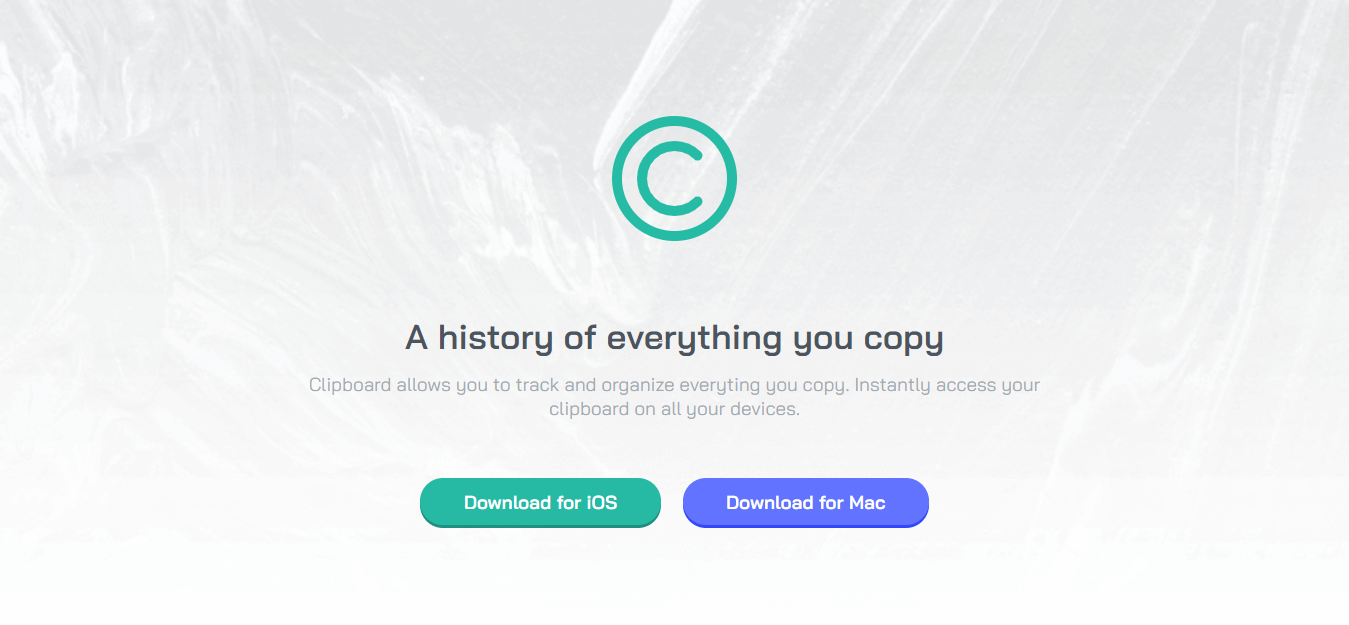 A history of everything you copy
Clipboard allows you to track and organize everyting you copy. Instantly access your
clipboard on all your devices.
Download for iOS
Download for Mac